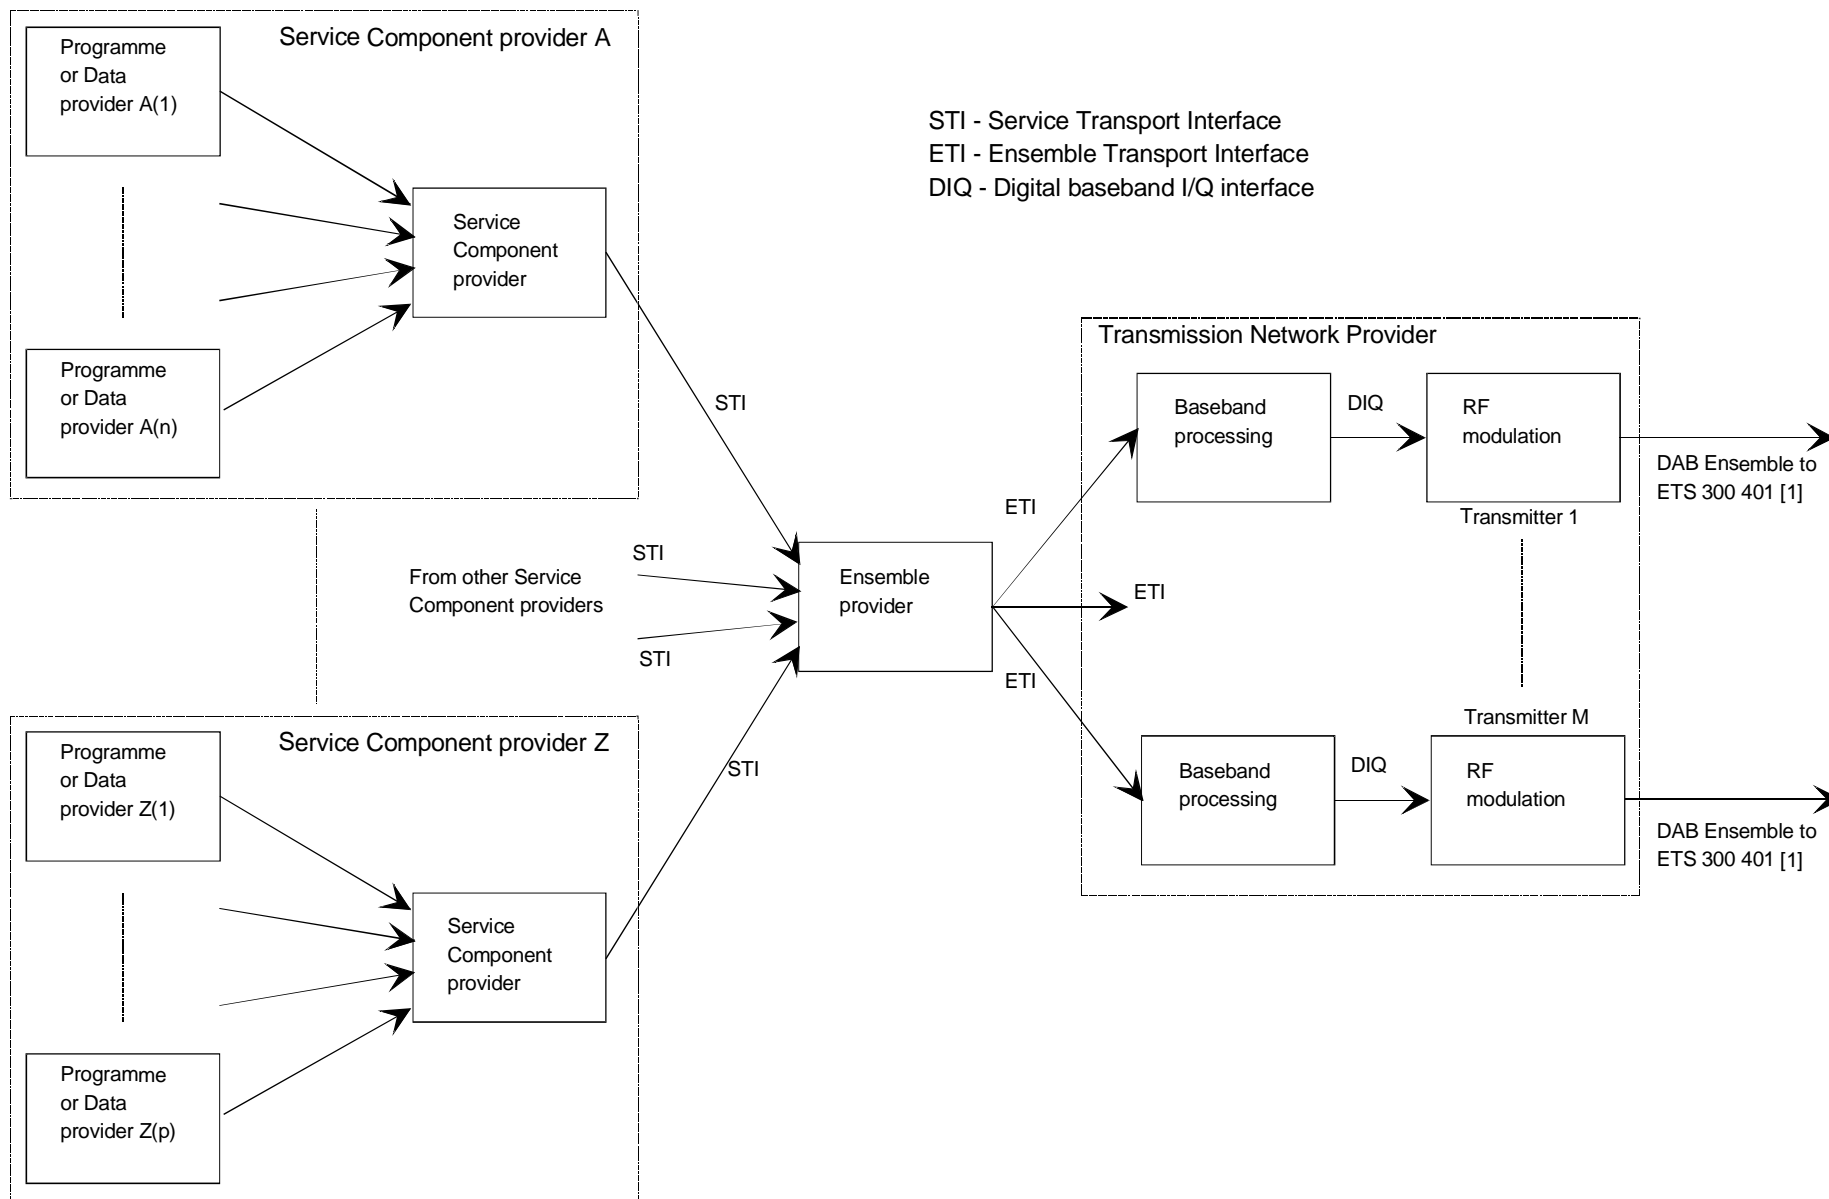 Service Component provider A
Programme
or Data
provider A(1)
Service
Component
provider
Programme
or Data
provider A(n)
STI - Service Transport Interface
ETI - Ensemble Transport Interface
DIQ - Digital baseband I/Q interface
STI
From other Service
Component providers
STI
STI
Ensemble
provider
Service Component provider Z
Programme
or Data
provider Z(1)
Service
Component
provider
Programme
or Data
provider Z(p)
STI
Transmission Network Provider
ETI
Baseband
processing
DIQ
RF
modulation
Transmitter 1
DAB Ensemble to
ETS 300 401 [1]
ETI
ETI
Transmitter M
Baseband
processing
DIQ
RF
modulation
DAB Ensemble to
ETS 300 401 [1]